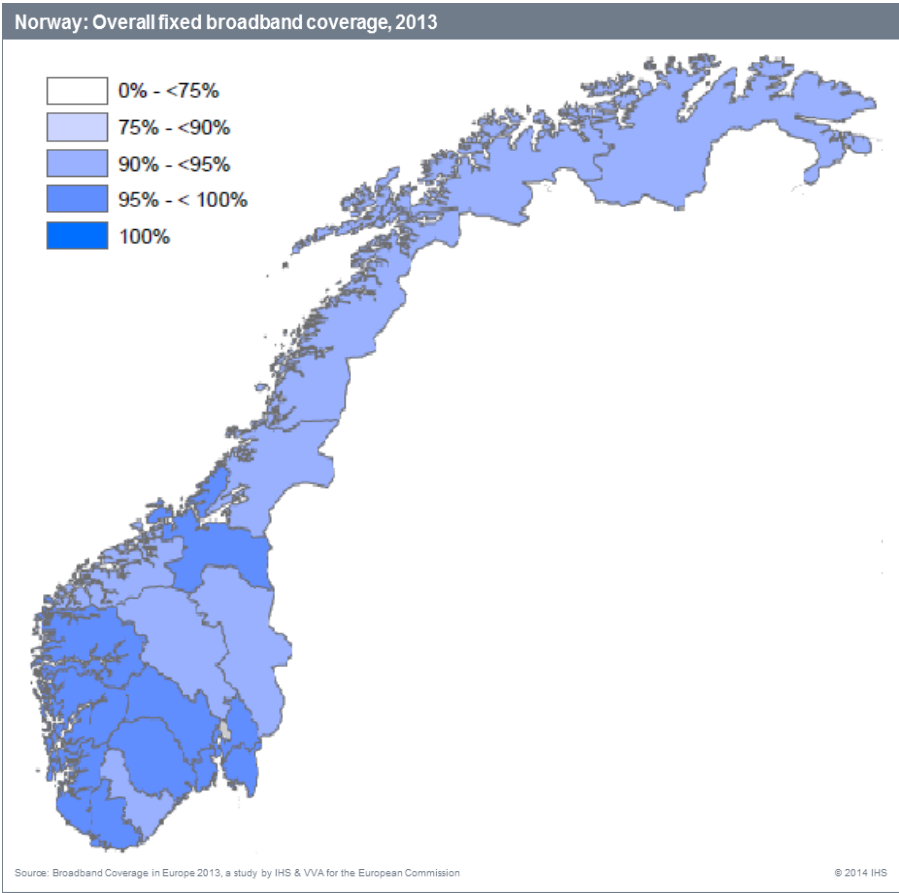 Norway: Overall fixed broadband coverage, 2013
0% - <75%
75% - <90%
90% - <95%
95% - < 100%
100%
Source: Broadband Coverage in Europe 2013, a study by IHS & VVA for the European Commission
© 2014 IHS